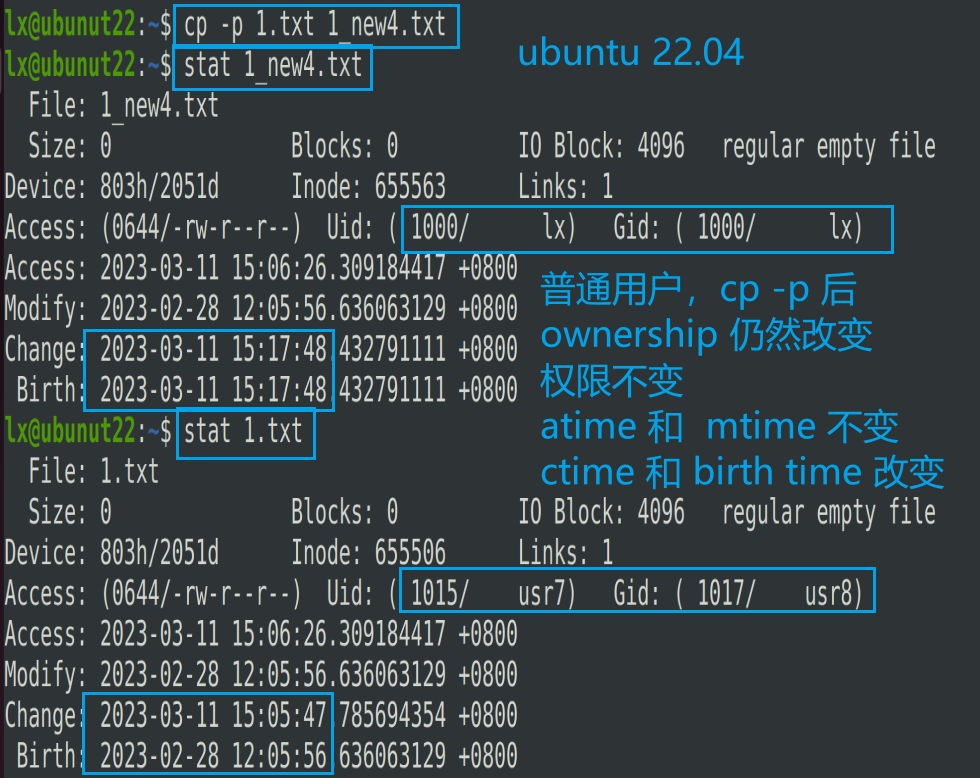 lx@ubunut22:~$ cp -p 1.txt 1_new4.txt
lx@ubunut22:~$ stat 1_new4.txt
ubuntu 22.04
File: 1_new4.txt
Size: 0 Blocks: 0 IO Block: 4096 regular empty file
Device: 803h/2051d Inode: 655563 Links: 1
Access: (0644/-rw-r--r--) Uid: ( 1000/ lx) Gid: ( 1000/ lx)
Access: 2023-03-11 15:06:26.309184417 +0800
Modify: 2023-02-28 12:05:56.636063129 +0800
Change: 2023-03-11 15:17:48.432791111 +0800
Birth: 2023-03-11 15:17:48.432791111 +0800
普通用户，cp -p 后
ownership 仍然改变
权限不变
atime 和 mtime 不变
ctime 和 birth time 改变
lx@ubunut22:~$ stat 1.txt
File: 1.txt
Size: 0 Blocks: 0 IO Block: 4096 regular empty file
Device: 803h/2051d Inode: 655506 Links: 1
Access: (0644/-rw-r--r--) Uid: ( 1015/ usr7) Gid: ( 1017/ usr8)
Access: 2023-03-11 15:06:26.309184417 +0800
Modify: 2023-02-28 12:05:56.636063129 +0800
Change: 2023-03-11 15:05:47.785694354 +0800
Birth: 2023-02-28 12:05:56.636063129 +0800